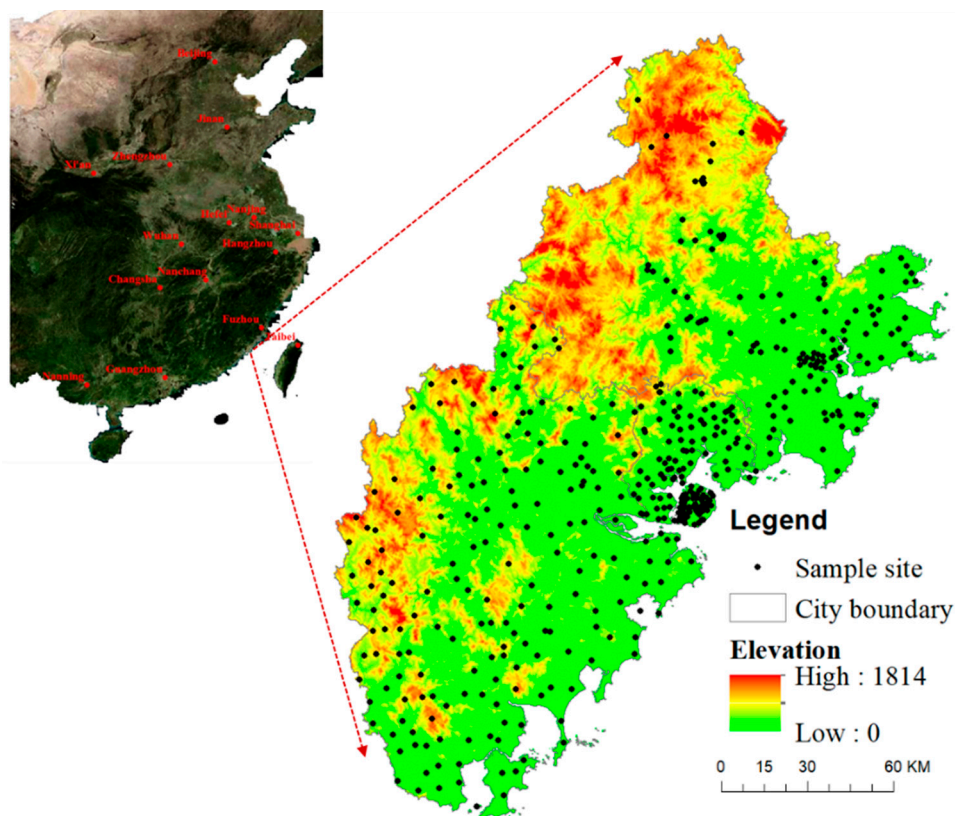 Beijing
Jinan
Zhengzhou
Xi'an
Nanjing
Hefei
Shanghai
Wuhan
Hangzhou
Nanchang
Changsha
Fuzhou
Taibei
Guangzhou
Nanning
Legend
Sample site
City boundary
Elevation
High : 1814
Low : 0
0 15 30 60 KM